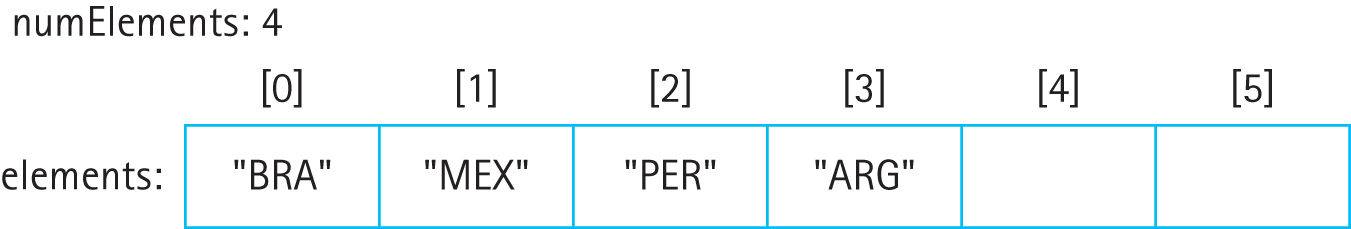 numElements: 4
[0] [1] [2] [3] [4] [5]
elements: "BRA" "MEX" "PER" "ARG"